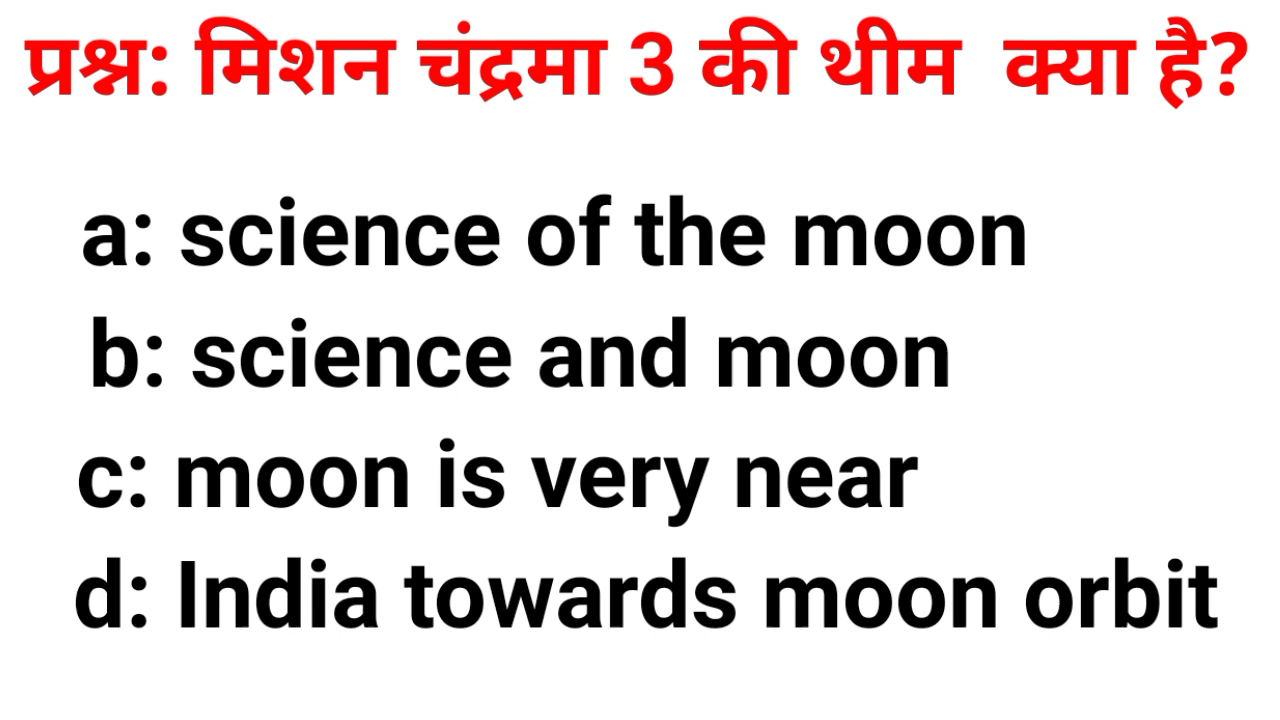 प्रश्न: मिशन चंद्रमा 3 की थीम क्या है?
a: science of the moon
b: science and moon
c: moon is very near
d: India towards moon orbit